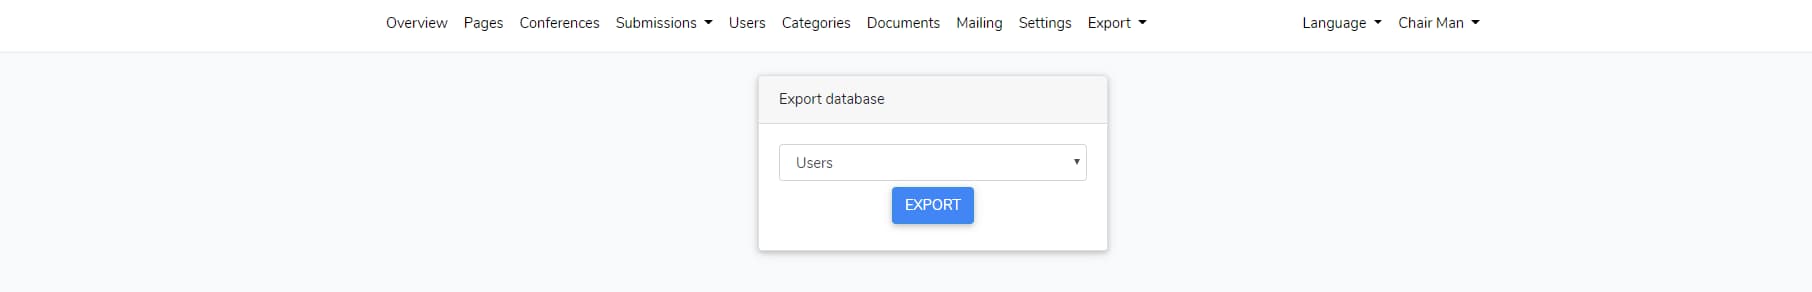 Overview Pages Conferences Submissions Users Categories Documents Mailing Settings Export Language Chair Man
Export database
Users
EXPORT